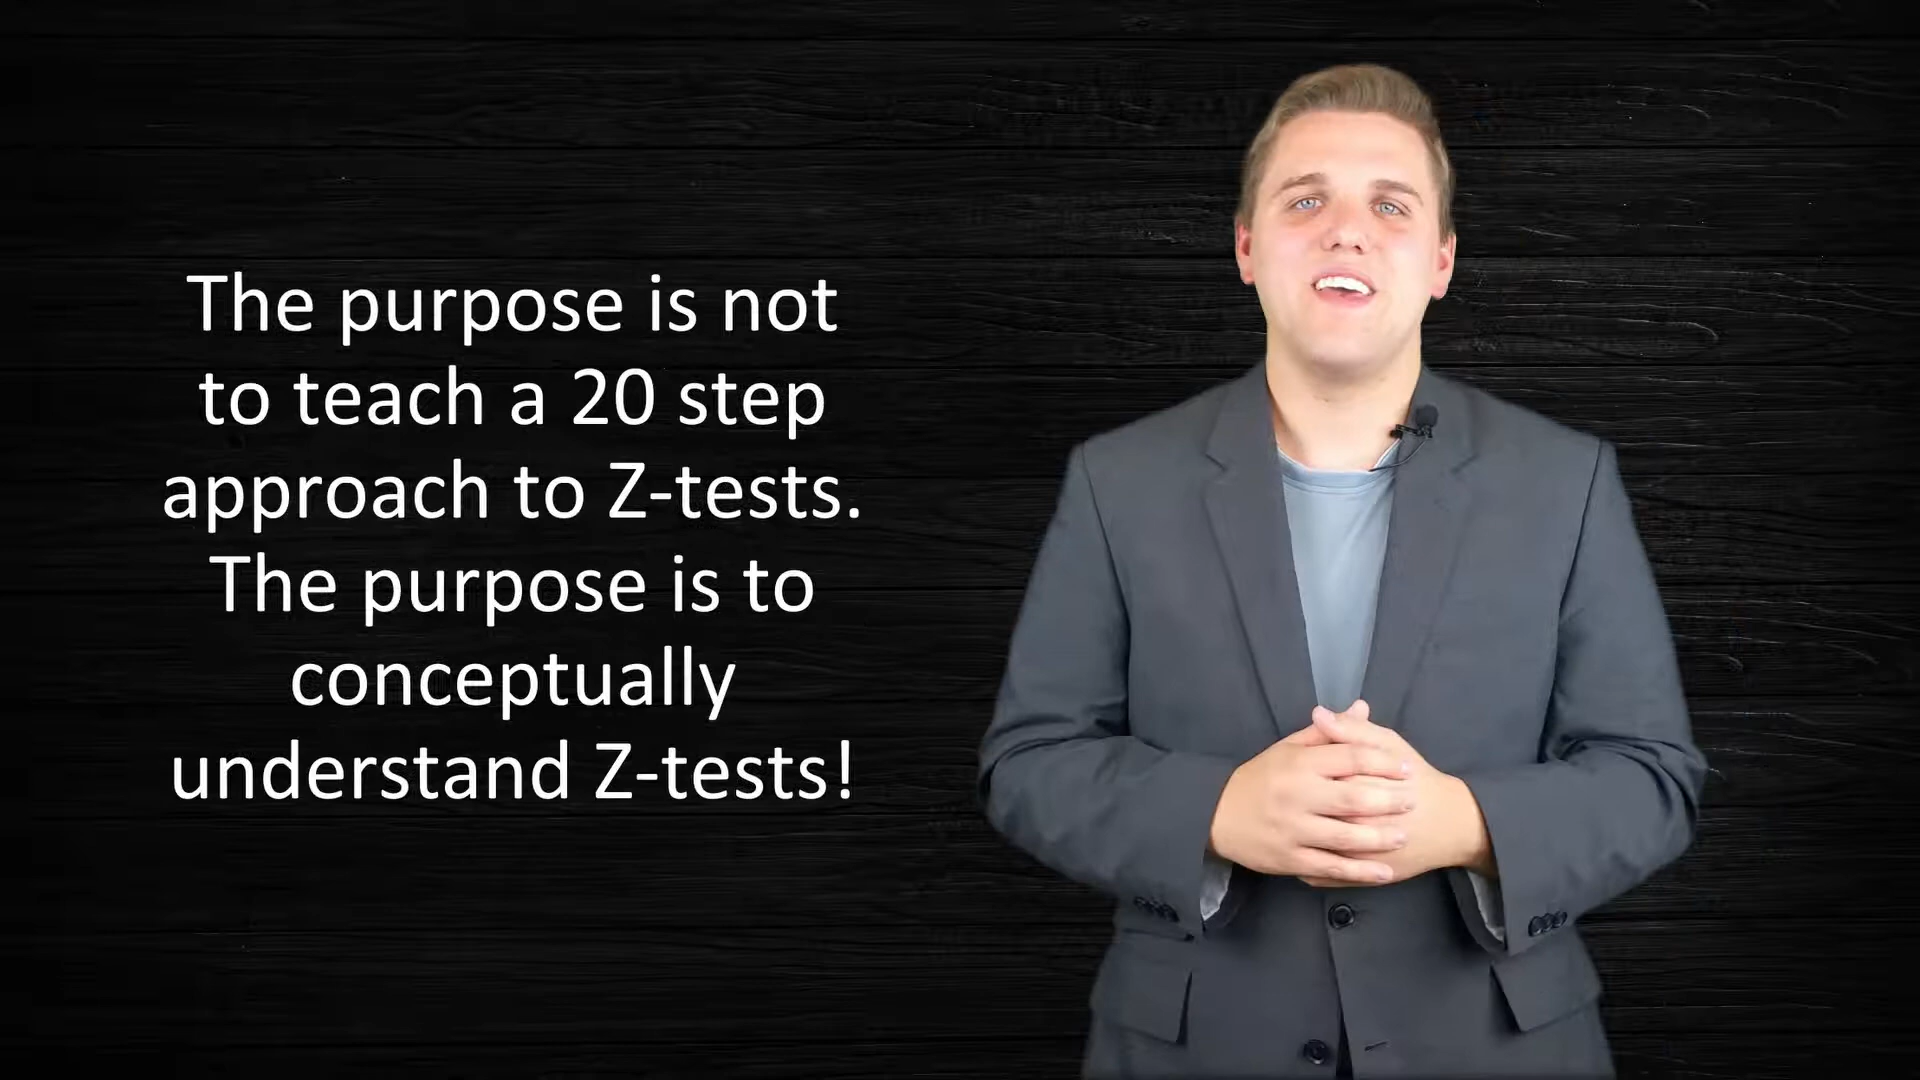 The purpose is not
to teach a 20 step
approach to Z-tests.
The purpose is to
conceptually
understand Z-tests!